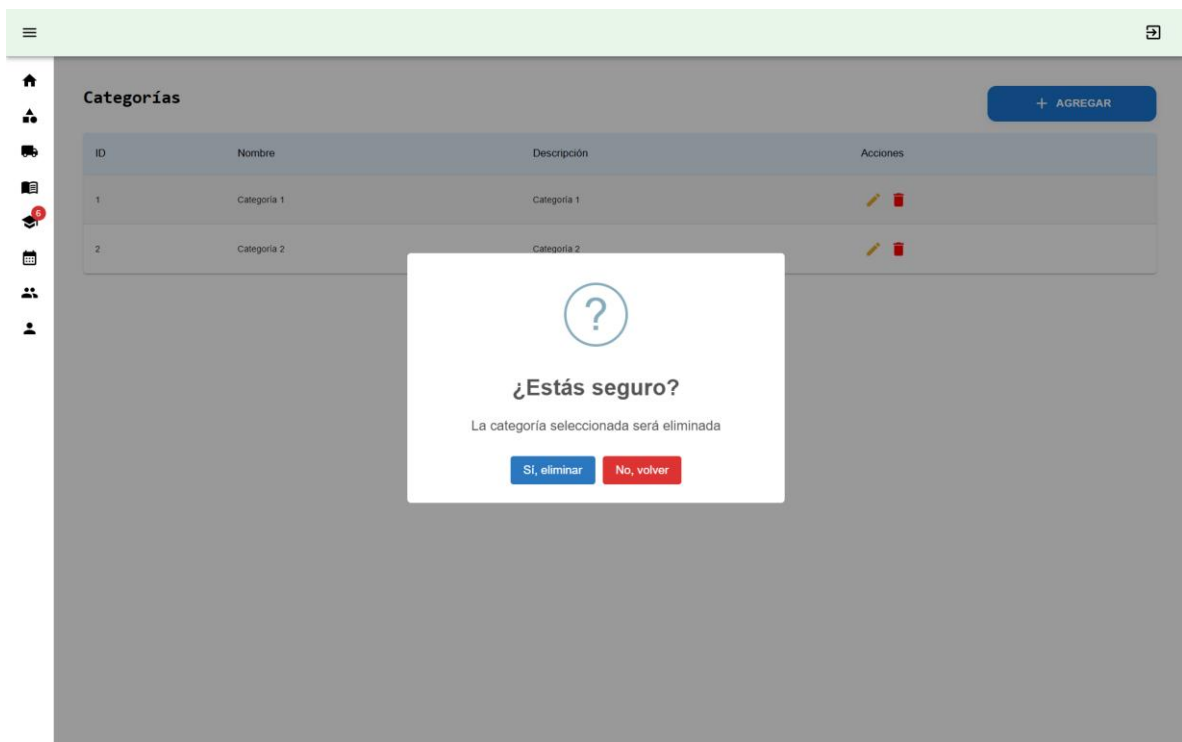 Categorías
+ AGREGAR
ID Nombre Descripción Acciones
1 Categoría 1 Categoría 1
6
2 Categoría 2 Categoría 2
?
¿Estás seguro?
La categoría seleccionada será eliminada
Sí, eliminar No, volver